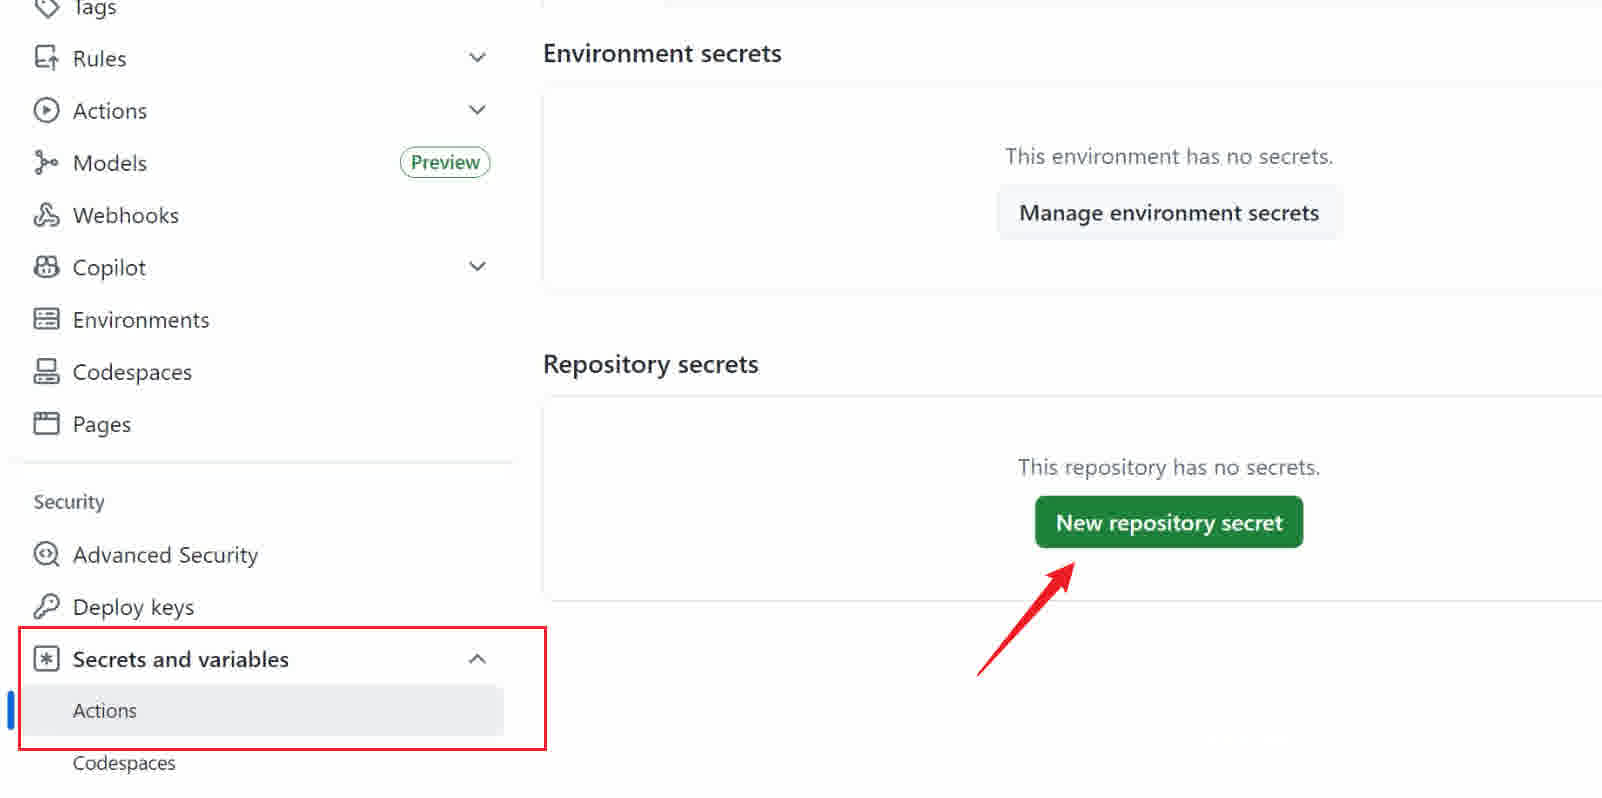 Tags
Rules
Actions
Models
Preview
Webhooks
Copilot
Environments
Codespaces
Pages
Security
Advanced Security
Deploy keys
Secrets and variables
Actions
Codespaces
Environment secrets
This environment has no secrets.
Manage environment secrets
Repository secrets
This repository has no secrets.
New repository secret